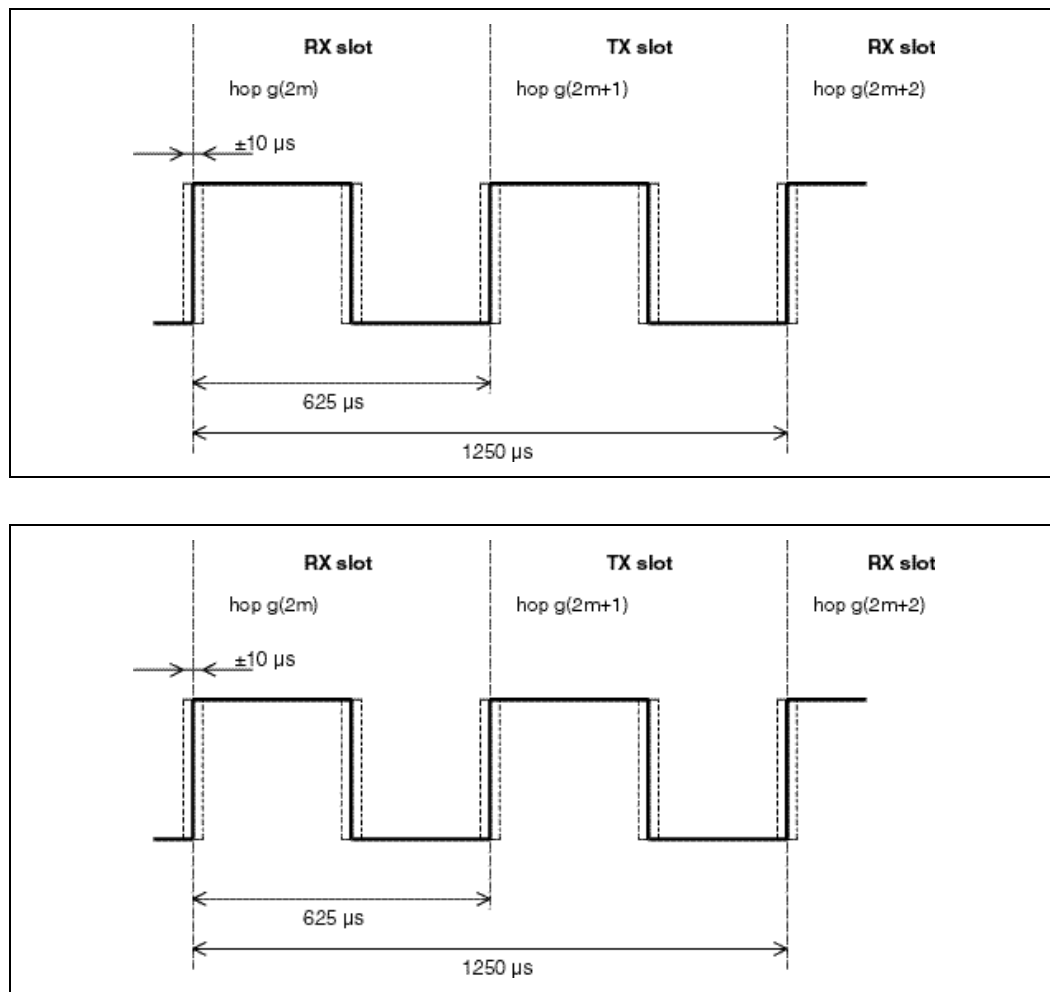 RX slot TX slot RX slot
hop g(2m) hop g(2m+1) hop g(2m+2)
±10 µs
625 µs
1250 µs
RX slot TX slot RX slot
hop g(2m) hop g(2m+1) hop g(2m+2)
±10 µs
625 µs
1250 µs